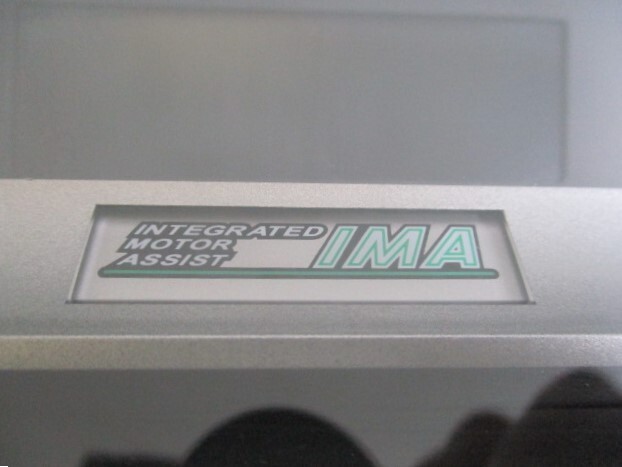 INTEGRATED
MOTOR
ASSIST
IMA